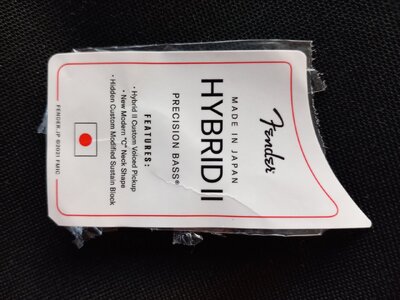 Fender
MADE IN JAPAN
HYBRID II
PRECISION BASS®
FEATURES:
• Hybrid II Custom Voiced Pickup
• New Modern "C" Neck Shape
• Hidden Custom Modified Sustain Block
FENDER.JP ©2021 FMIC